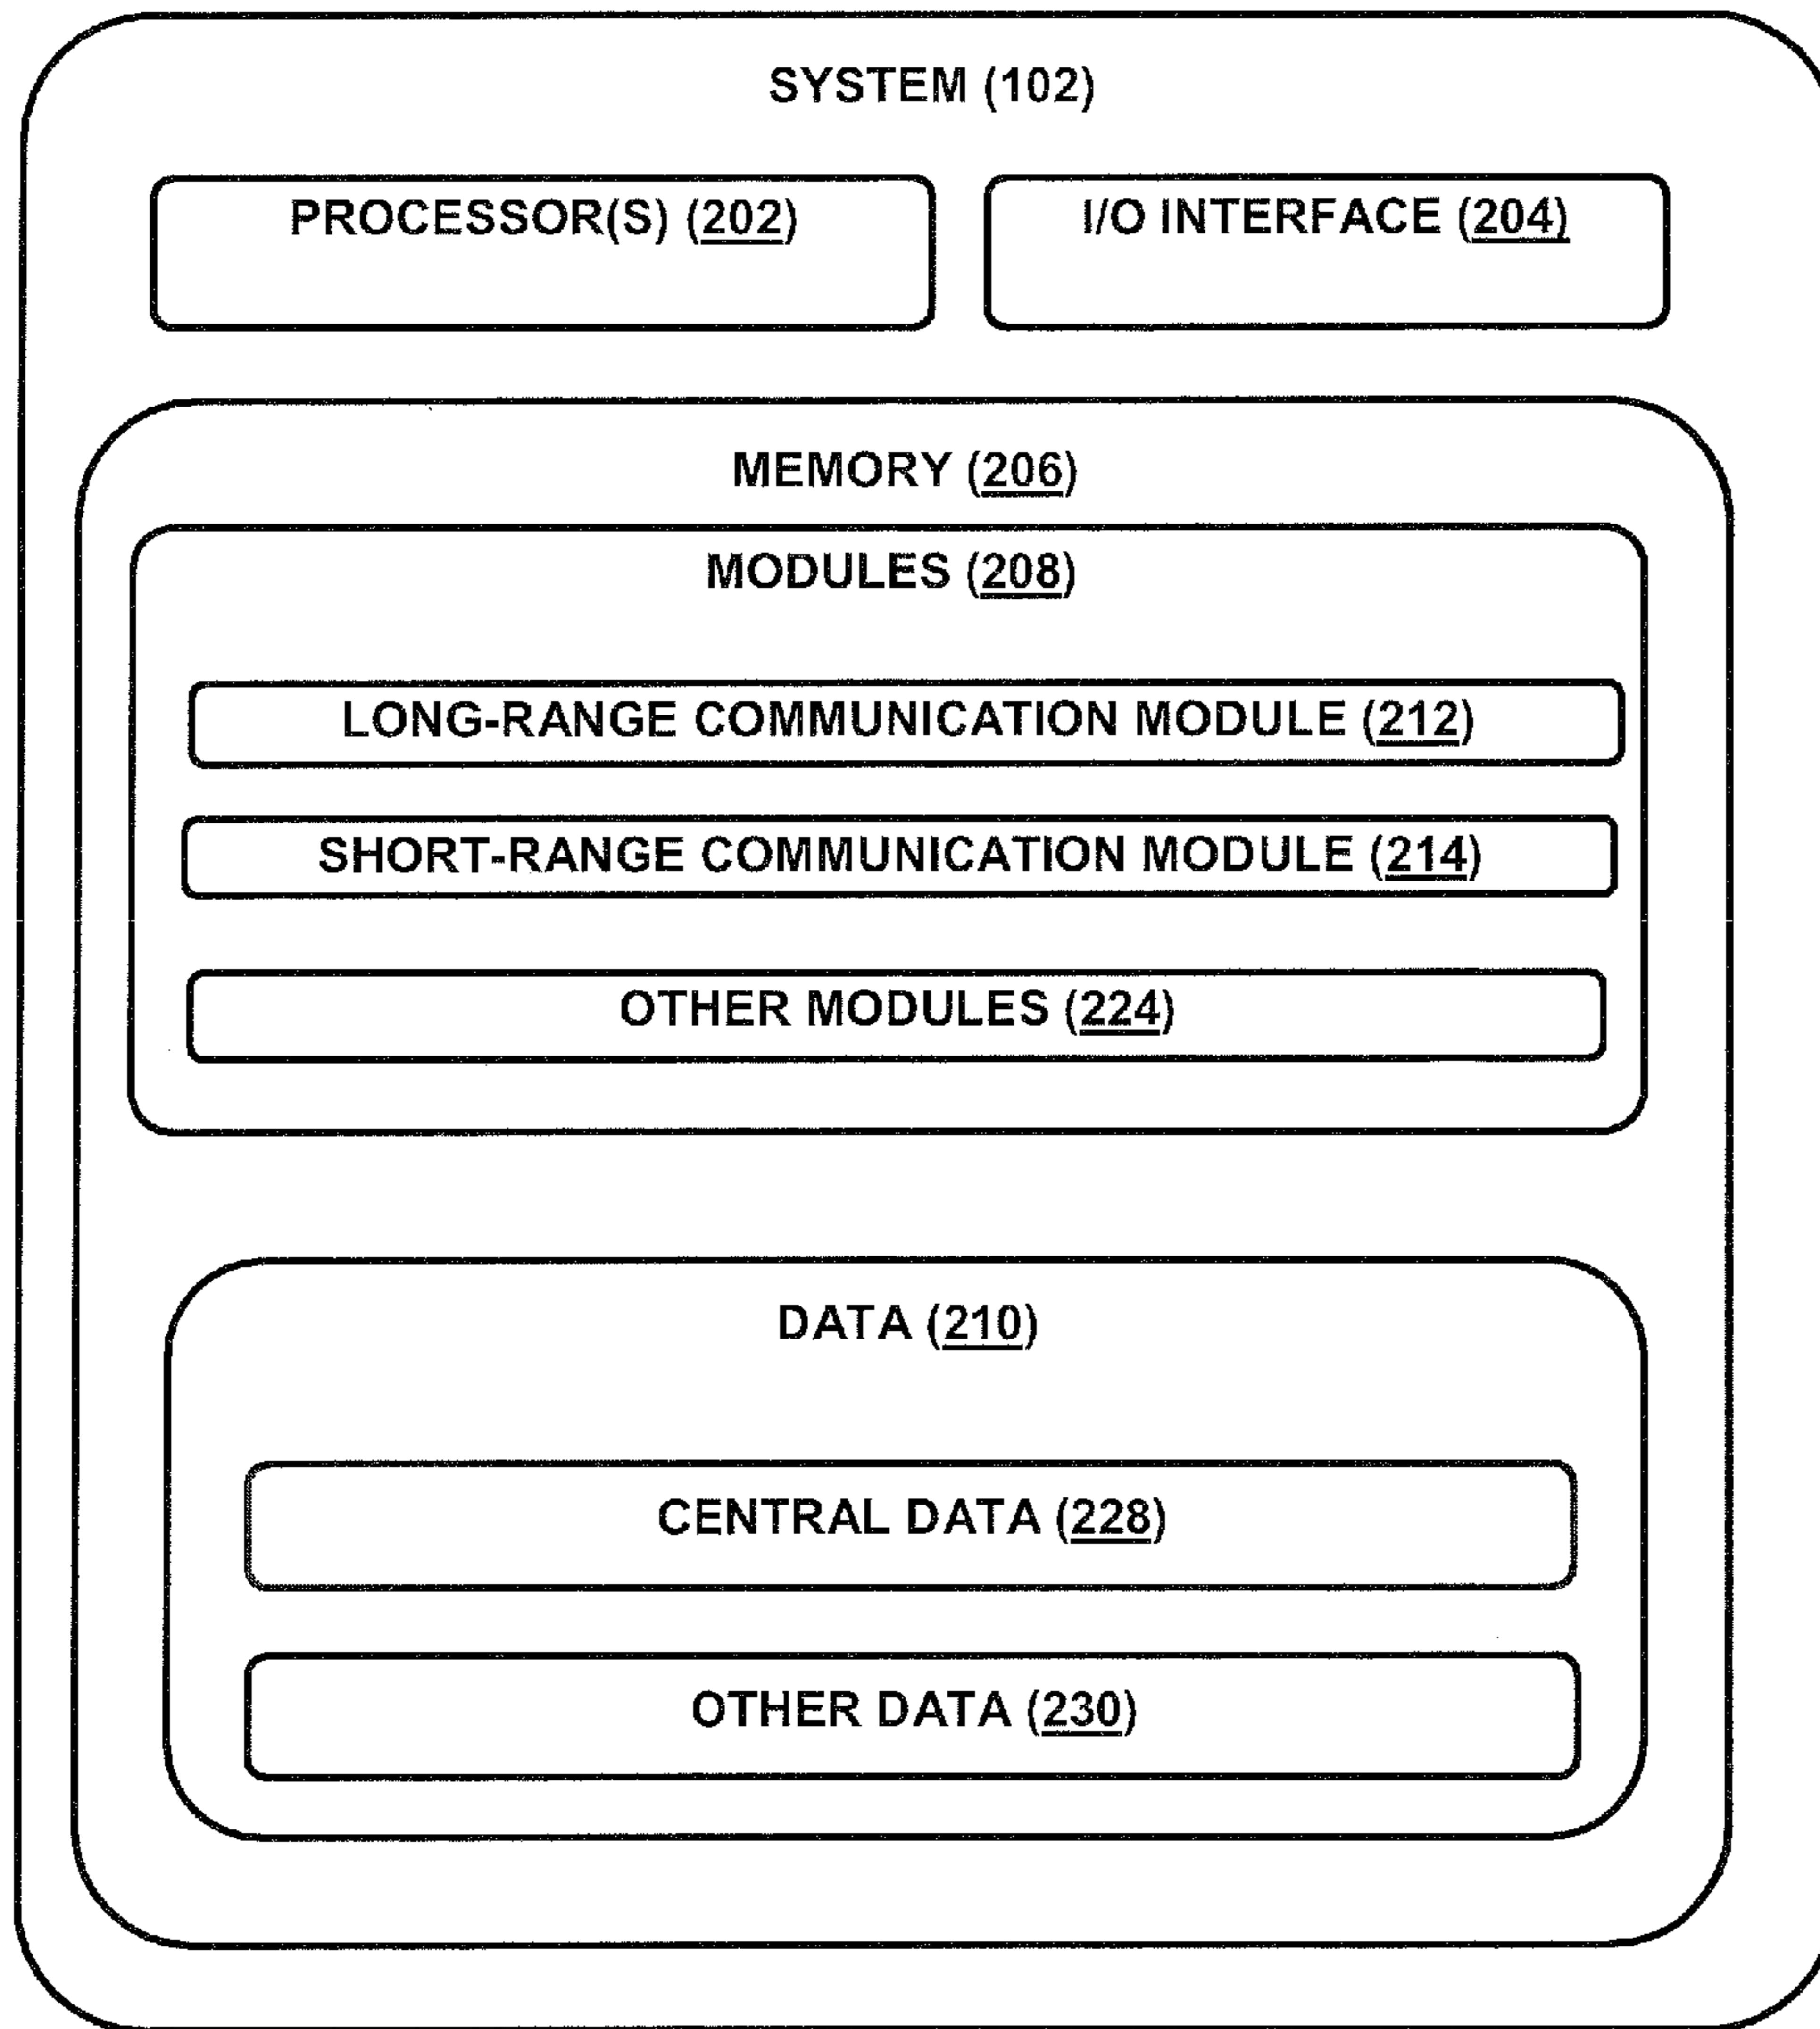 SYSTEM (102)
PROCESSOR(S) (202)
I/O INTERFACE (204)
MEMORY (206)
MODULES (208)
LONG-RANGE COMMUNICATION MODULE (212)
SHORT-RANGE COMMUNICATION MODULE (214)
OTHER MODULES (224)
DATA (210)
CENTRAL DATA (228)
OTHER DATA (230)